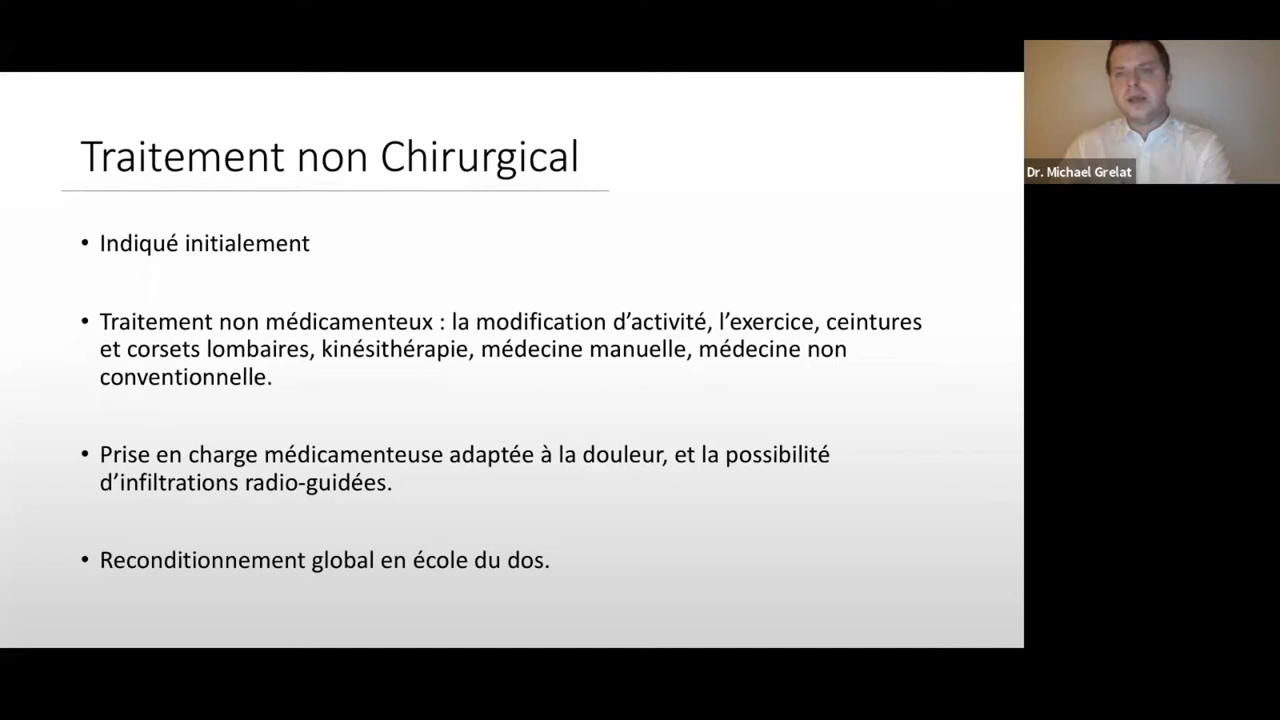 Traitement non Chirurgical
• Indiqué initialement
• Traitement non médicamenteux : la modification d’activité, l’exercice, ceintures
et corsets lombaires, kinésithérapie, médecine manuelle, médecine non
conventionnelle.
• Prise en charge médicamenteuse adaptée à la douleur, et la possibilité
d’infiltrations radio-guidées.
• Reconditionnement global en école du dos.
Dr. Michael Grelat